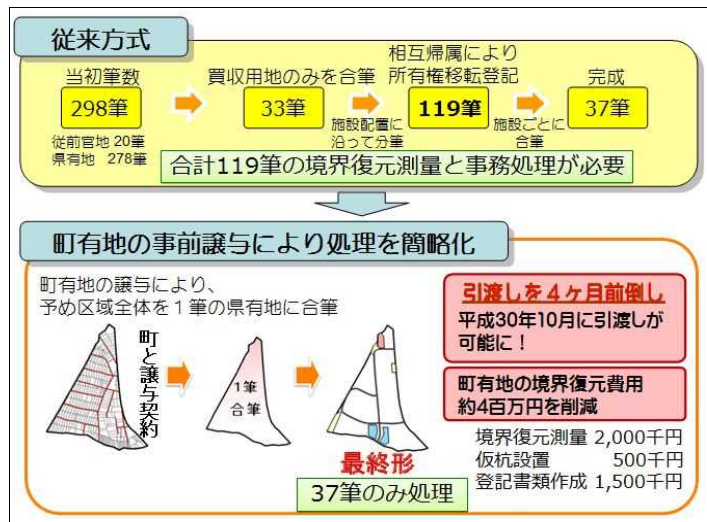 従来方式
当初筆数
298筆
従前官地 20筆
県有地 278筆
買収用地のみを合筆
33筆
施設配置に
沿って分筆
相互帰属により
所有権移転登記
119筆
施設ごとに
合筆
完成
37筆
合計119筆の境界復元測量と事務処理が必要
町有地の事前譲与により処理を簡略化
町有地の譲与により、
予め区域全体を１筆の県有地に合筆
町と譲与契約
1筆
合筆
最終形
37筆のみ処理
引渡しを４ヶ月前倒し
平成30年10月に引渡しが
可能に！
町有地の境界復元費用
約4百万円を削減
境界復元測量 2,000千円
仮杭設置 500千円
登記書類作成 1,500千円